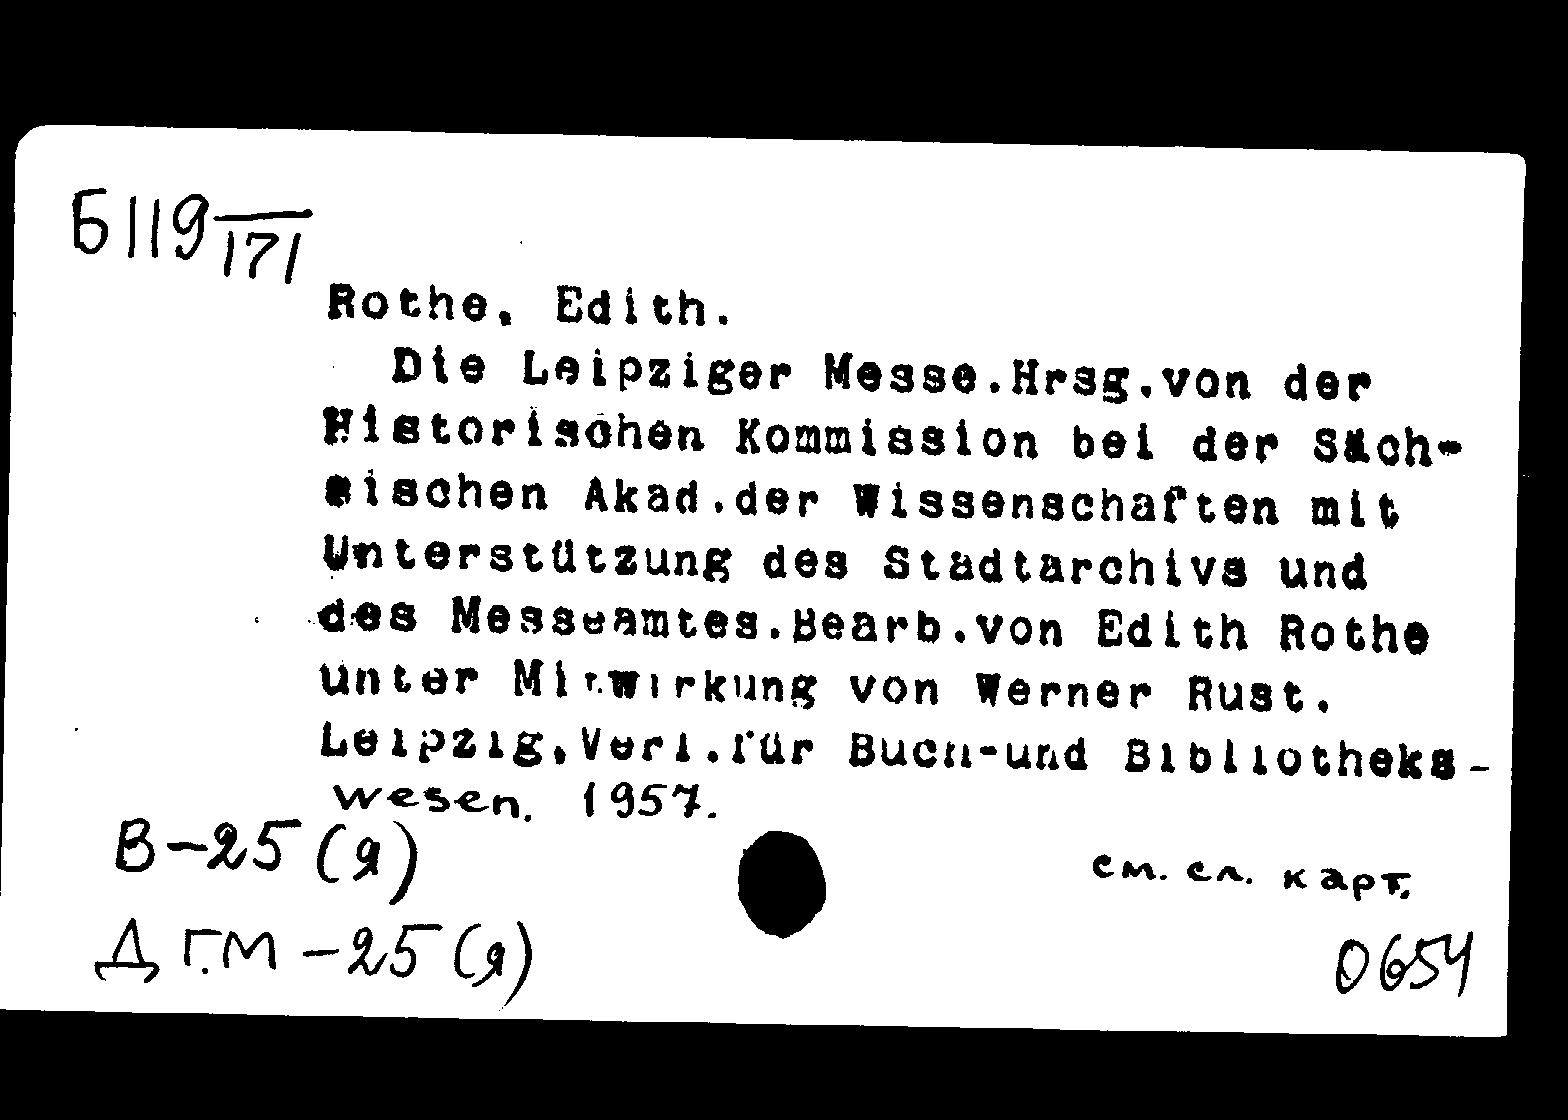 Б119/171
Rothe, Edith.
Die Leipziger Messe.Hrsg.von der
Historischen Kommission bei der Säch-
sischen Akad.der Wissenschaften mit
Unterstützung des Stadtarchivs und
des Messeamtes.Bearb.von Edith Rothe
unter Mitwirkung von Werner Rust.
Leipzig,Verl.für Buch-und Bibliotheks-
wesen. 1957.
В-25 (я)
см. сл. карт.
Д Г.М -25 (я)
0654